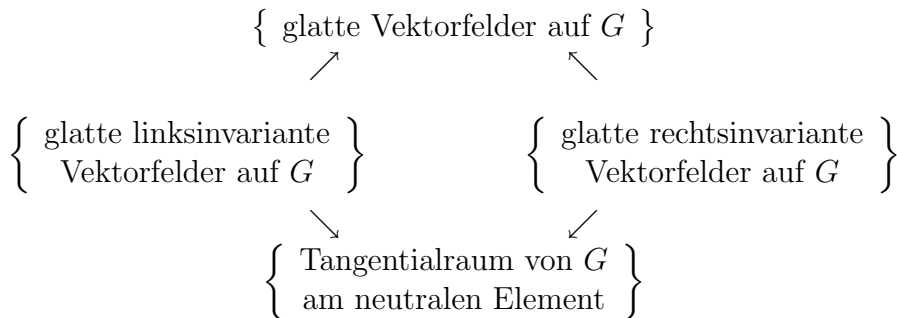 { glatte Vektorfelder auf G }
↗ ↖
{ glatte linksinvariante Vektorfelder auf G }
{ glatte rechtsinvariante Vektorfelder auf G }
↘ ↙
{ Tangentialraum von G
am neutralen Element }